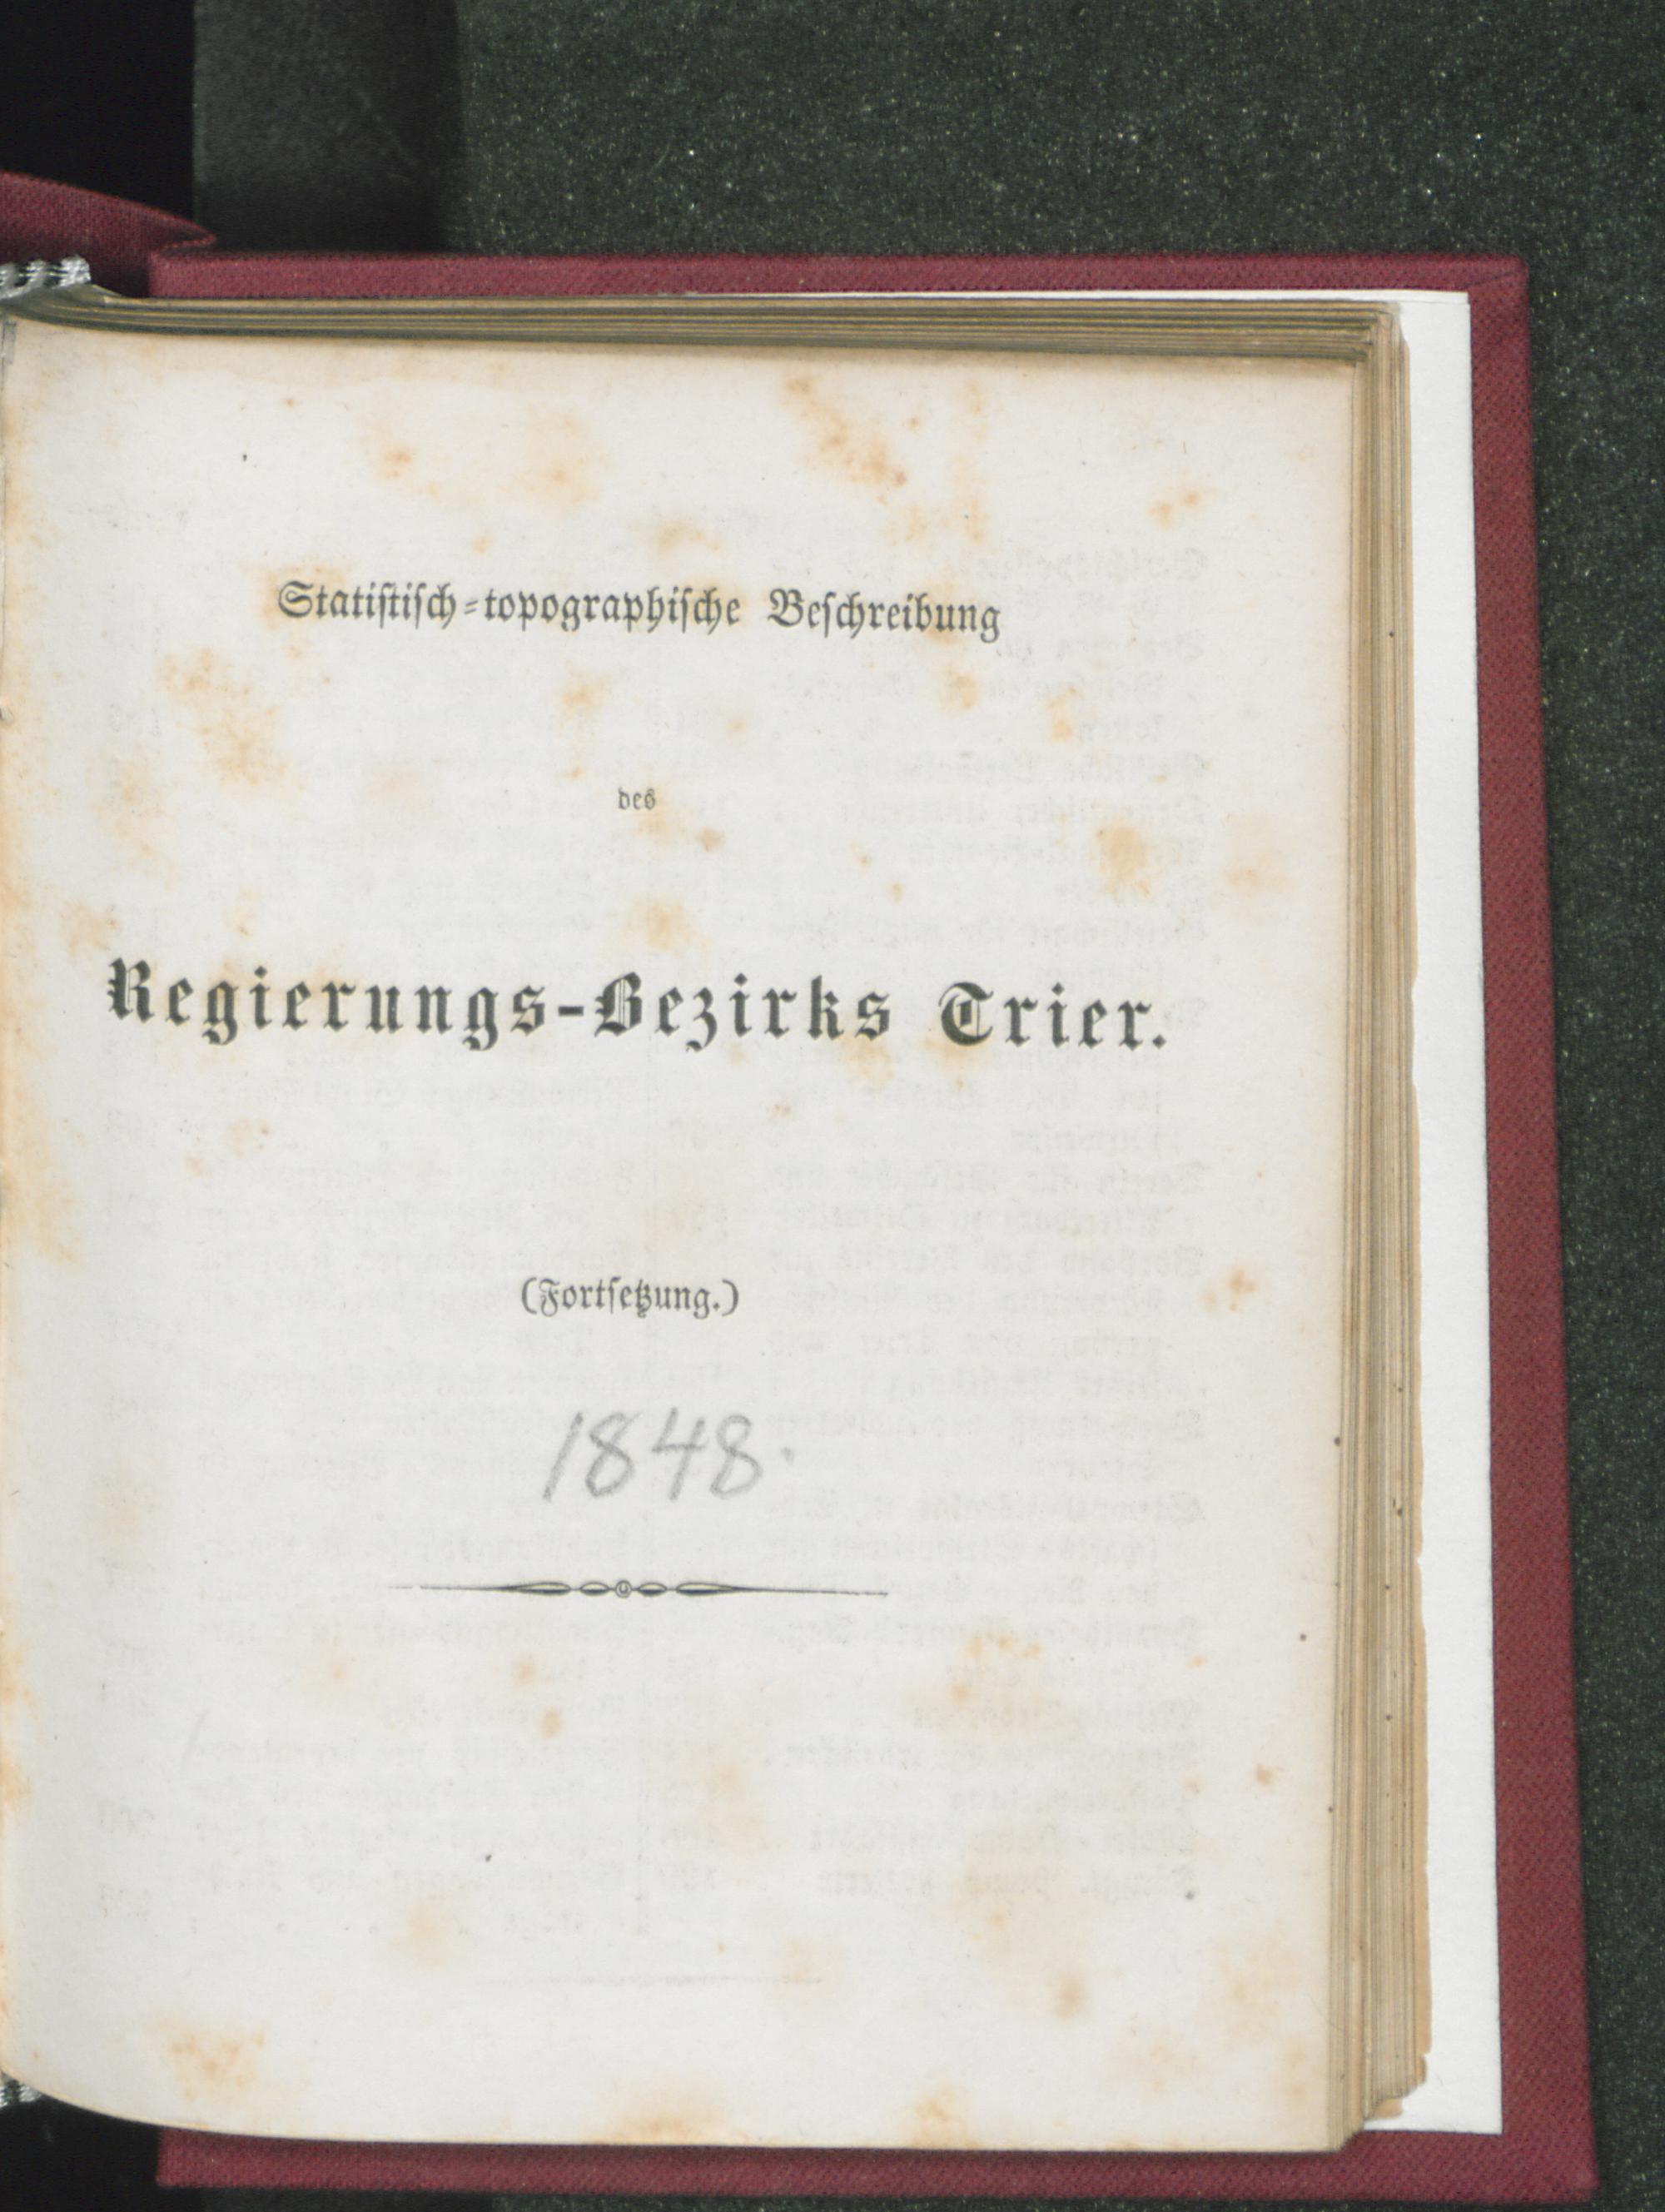 Statistisch-topographische Beschreibung
des
Regierungs-Bezirks Trier.
(Fortsetzung.)
1848.